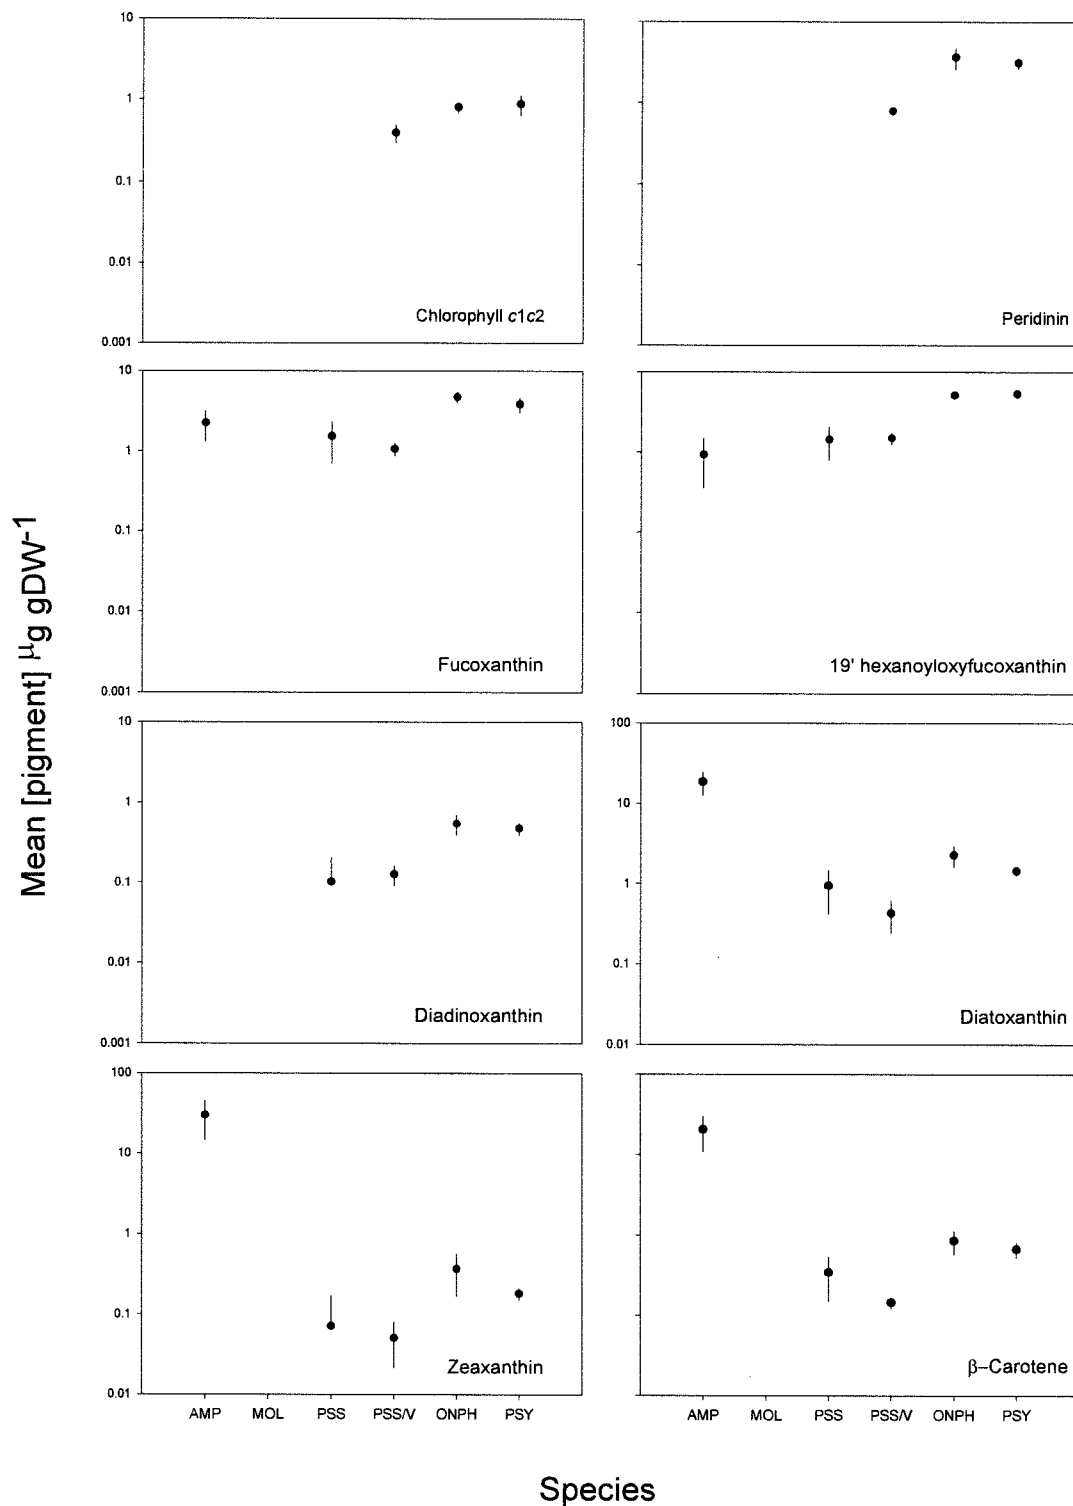 Mean [pigment] µg gDW-1
10
1
0.1
0.01
0.001
Chlorophyll c1c2
Peridinin
10
1
0.1
0.01
0.001
Fucoxanthin
19' hexanoyloxyfucoxanthin
10
1
0.1
0.01
0.001
Diadinoxanthin
100
10
1
0.1
0.01
Diatoxanthin
100
10
1
0.1
0.01
Zeaxanthin
β-Carotene
AMP MOL PSS PSS/V ONPH PSY
AMP MOL PSS PSS/V ONPH PSY
Species